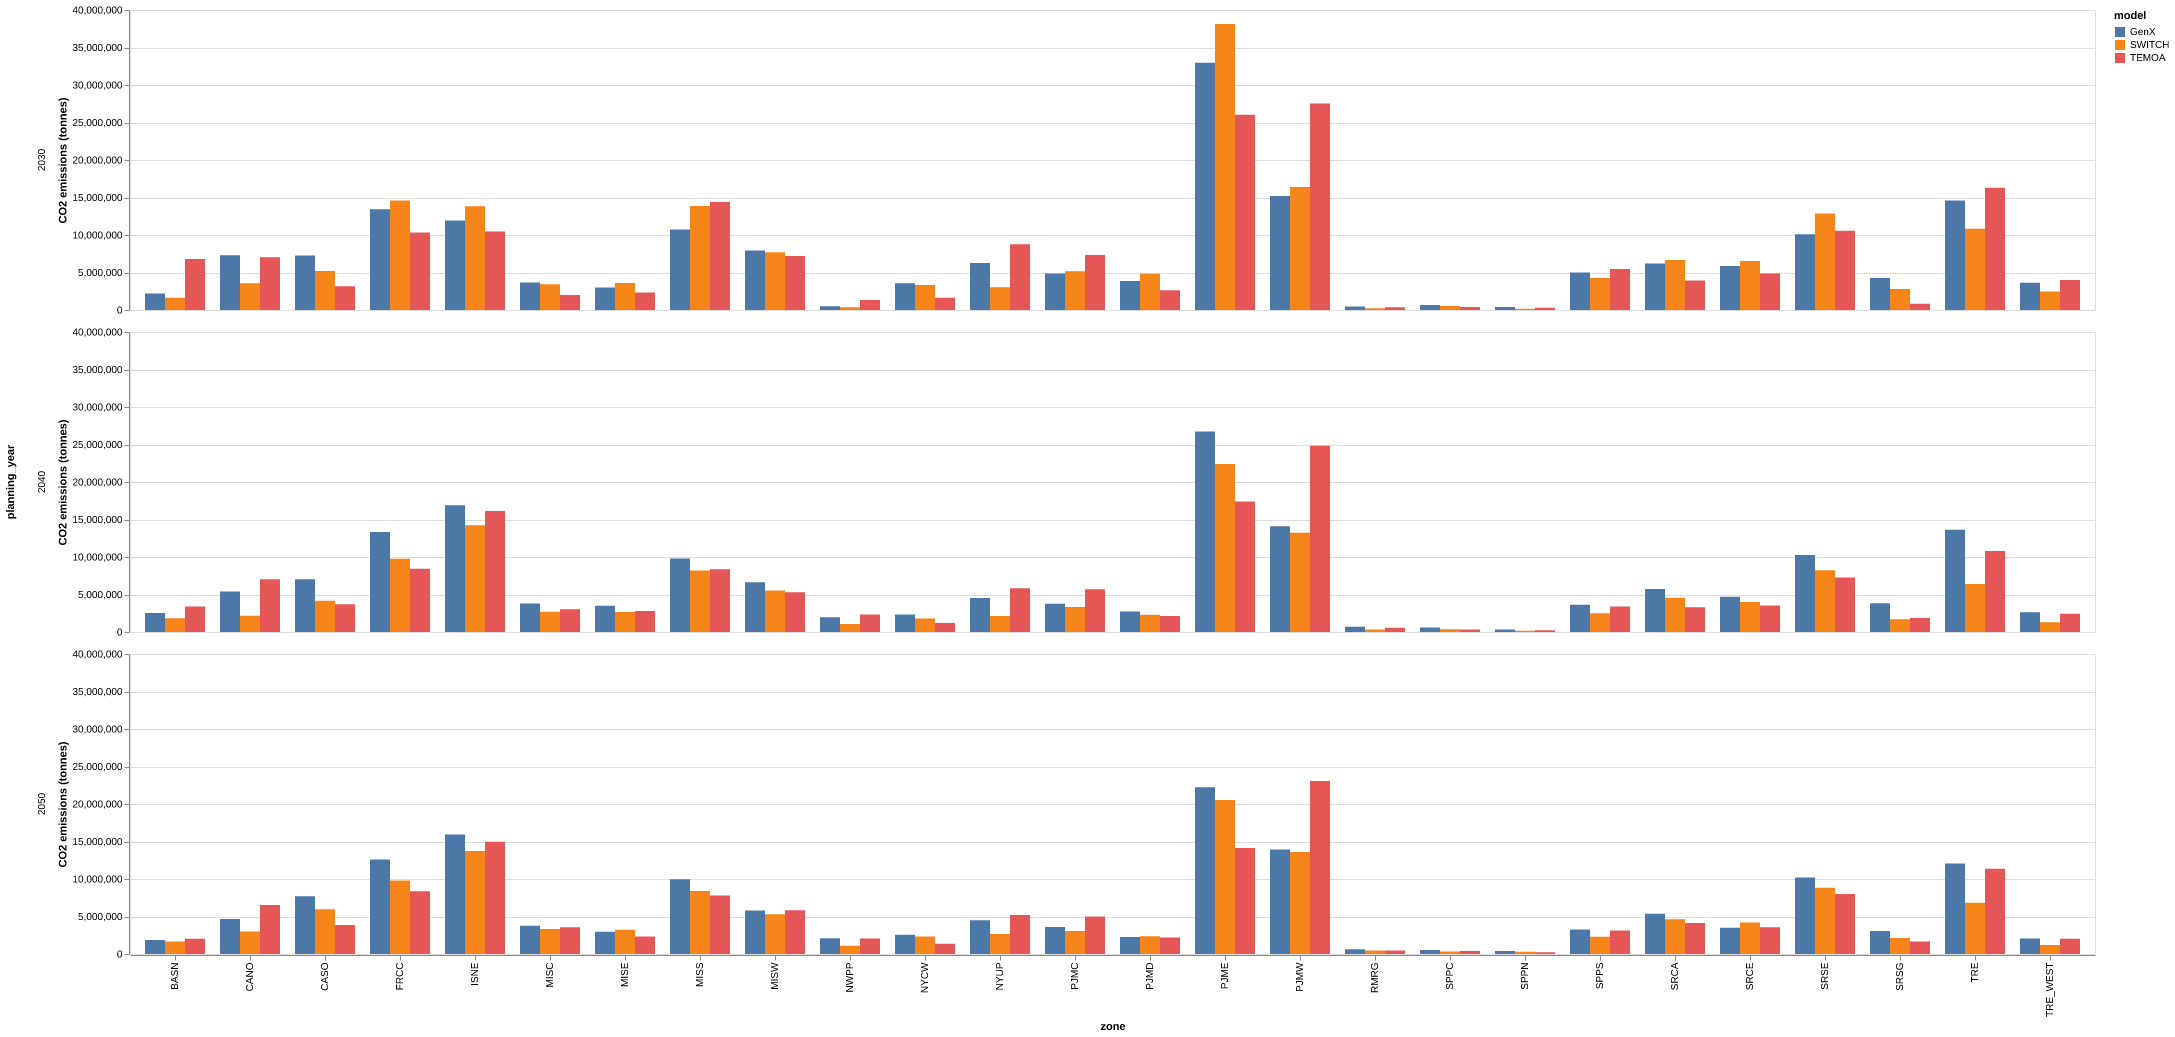 model
GenX
SWITCH
TEMOA
planning_year
2030
CO2 emissions (tonnes)
40,000,000
35,000,000
30,000,000
25,000,000
20,000,000
15,000,000
10,000,000
5,000,000
0
2040
CO2 emissions (tonnes)
40,000,000
35,000,000
30,000,000
25,000,000
20,000,000
15,000,000
10,000,000
5,000,000
0
2050
CO2 emissions (tonnes)
40,000,000
35,000,000
30,000,000
25,000,000
20,000,000
15,000,000
10,000,000
5,000,000
0
BASN
CANO
CASO
FRCC
ISNE
MISC
MISE
MISS
MISW
NWPP
NYCW
NYUP
PJMC
PJMD
PJME
PJMW
RMRG
SPPC
SPPN
SPPS
SRCA
SRCE
SRSE
SRSG
TRE
TRE_WEST
zone